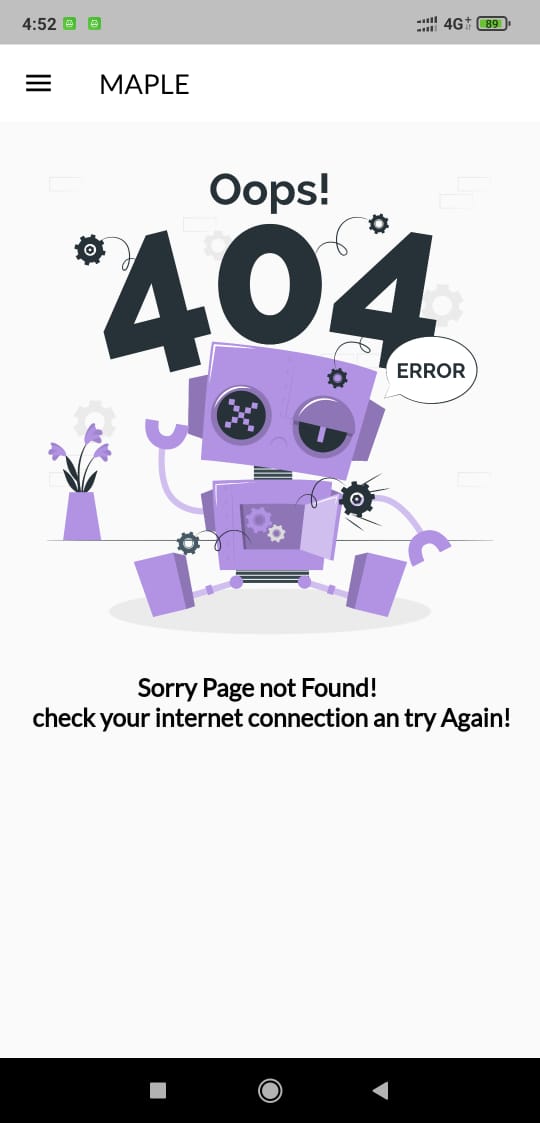 4:52
4G+
89
MAPLE
Oops!
404
ERROR
Sorry Page not Found!
check your internet connection an try Again!